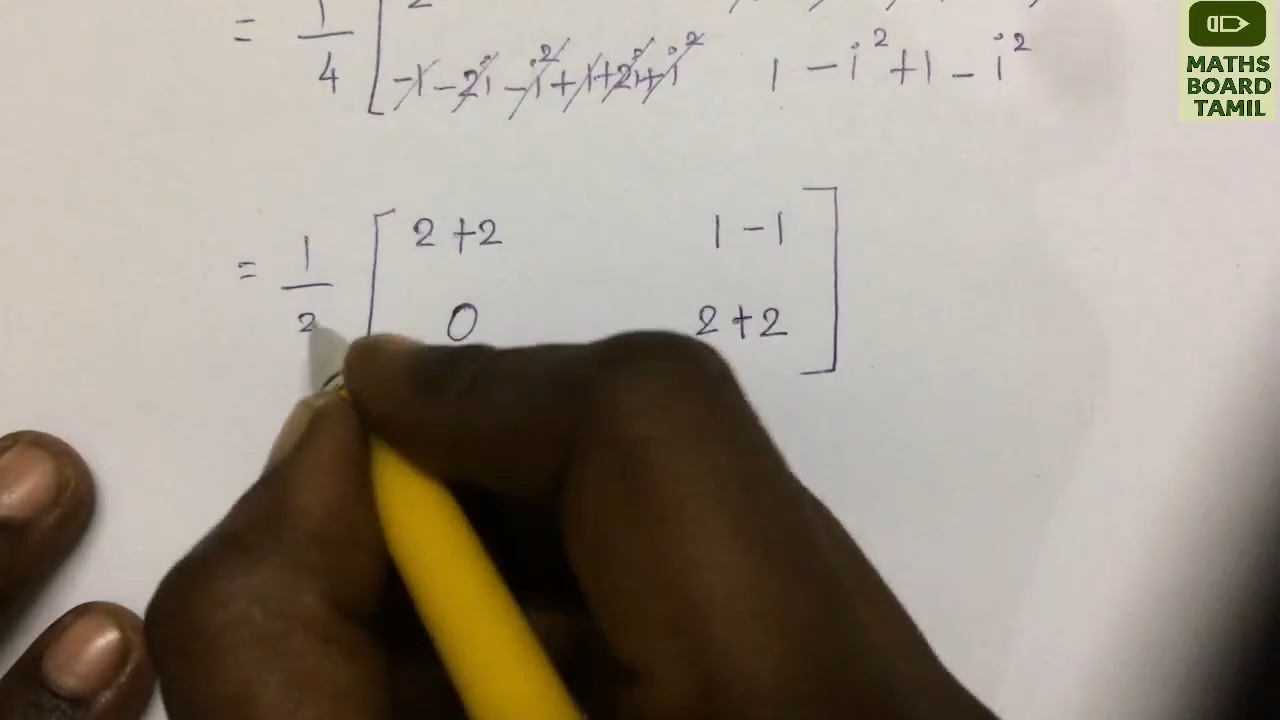 = 1/4 [ -1 - 2i - i² + 1 + 2i + i²   1 - i² + 1 - i²
= 1/2 [ 2 + 2   1 - 1 ]
0   2 + 2
MATHS
BOARD
TAMIL